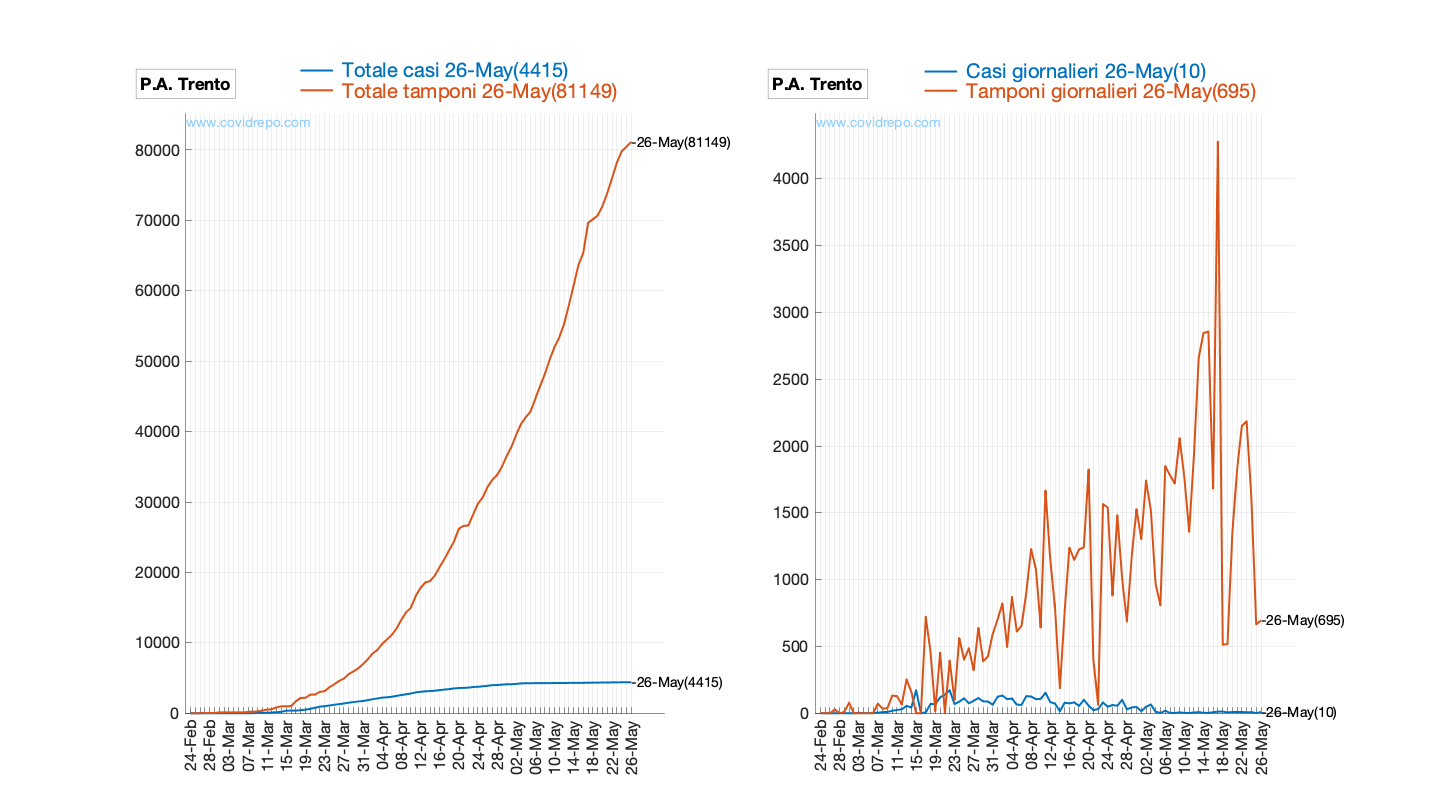 P.A. Trento
Totale casi 26-May(4415)
Totale tamponi 26-May(81149)
www.covidrepo.com
80000
70000
60000
50000
40000
30000
20000
10000
0
26-May(81149)
26-May(4415)
24-Feb
28-Feb
03-Mar
07-Mar
11-Mar
15-Mar
19-Mar
23-Mar
27-Mar
31-Mar
04-Apr
08-Apr
12-Apr
16-Apr
20-Apr
24-Apr
28-Apr
02-May
06-May
10-May
14-May
18-May
22-May
26-May
P.A. Trento
Casi giornalieri 26-May(10)
Tamponi giornalieri 26-May(695)
www.covidrepo.com
4000
3500
3000
2500
2000
1500
1000
500
0
26-May(695)
26-May(10)
24-Feb
28-Feb
03-Mar
07-Mar
11-Mar
15-Mar
19-Mar
23-Mar
27-Mar
31-Mar
04-Apr
08-Apr
12-Apr
16-Apr
20-Apr
24-Apr
28-Apr
02-May
06-May
10-May
14-May
18-May
22-May
26-May